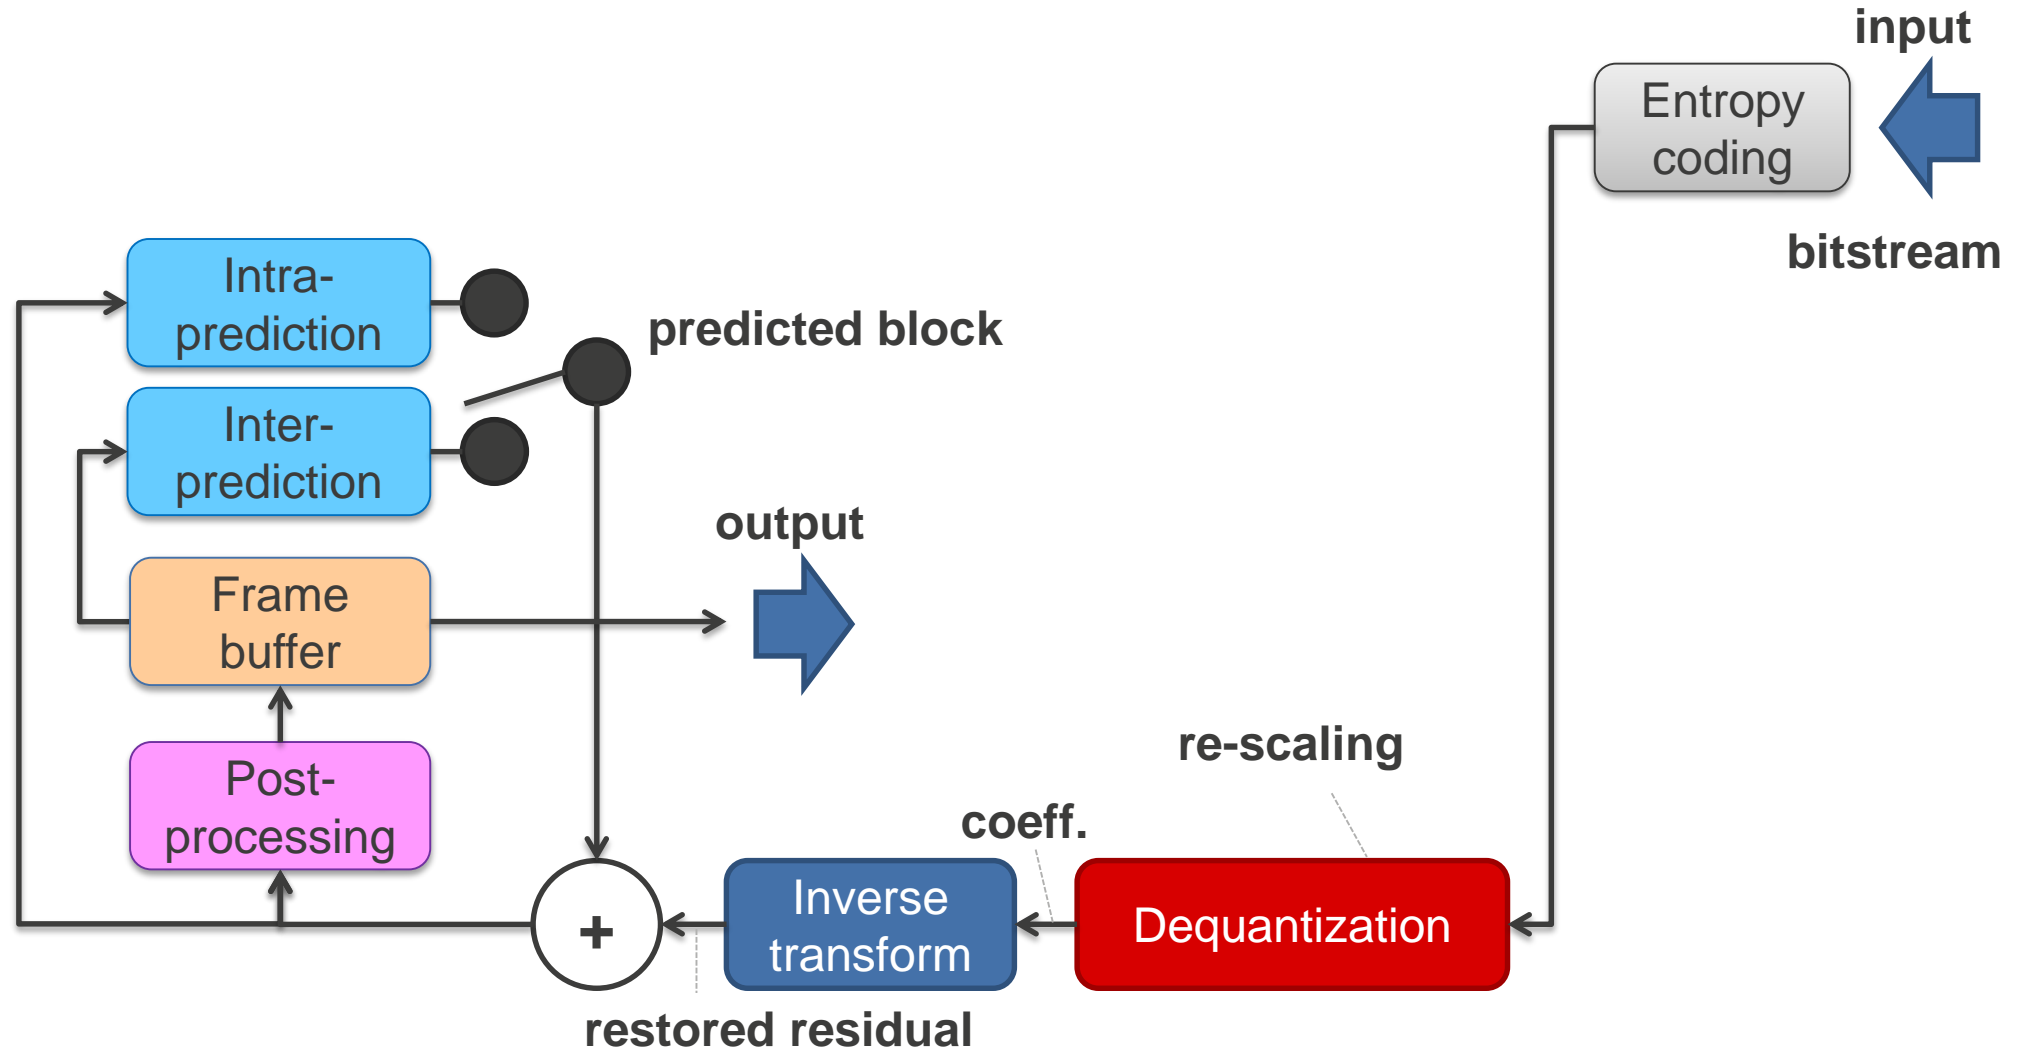 input
Entropy
coding
bitstream
Intra-
prediction
predicted block
Inter-
prediction
output
Frame
buffer
re-scaling
Post-
processing
coeff.
Inverse
transform
Dequantization
+
restored residual